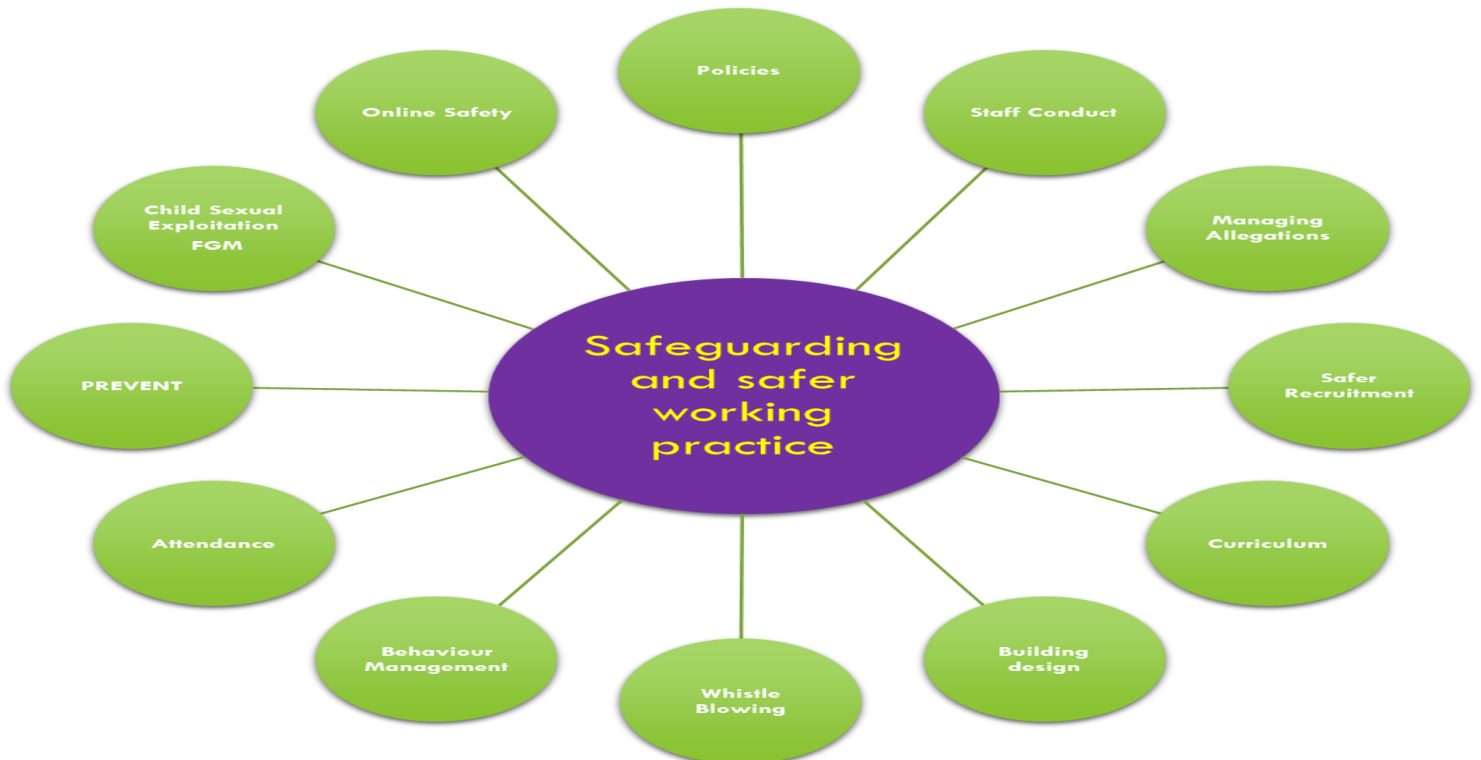 Policies
Staff Conduct
Managing
Allegations
Safer
Recruitment
Curriculum
Building
design
Whistle
Blowing
Behaviour
Management
Attendance
PREVENT
Child Sexual
Exploitation
FGM
Online Safety
Safeguarding
and safer
working
practice